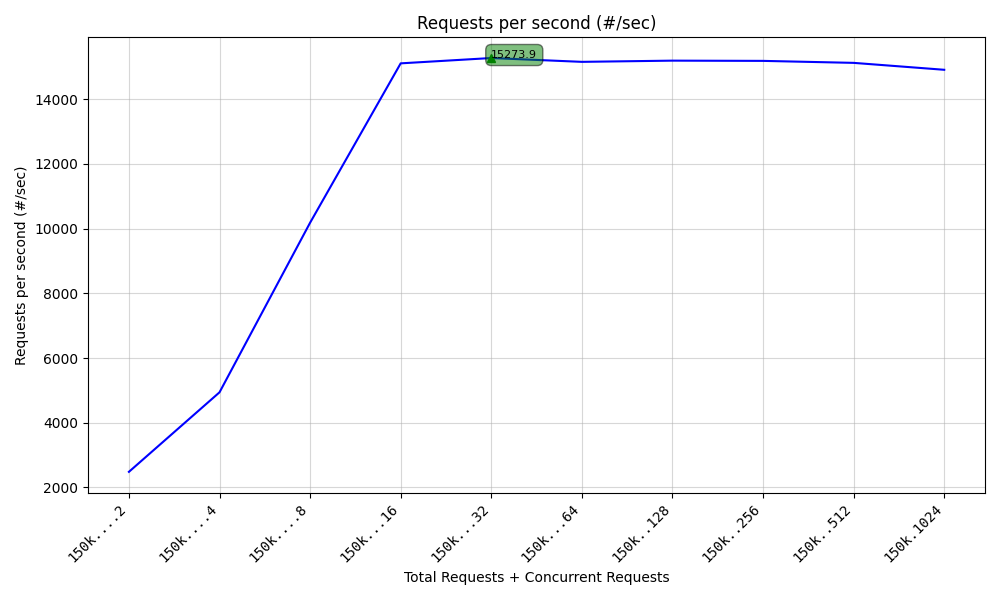 Requests per second (#/sec)
15273.9
14000
12000
10000
8000
6000
4000
2000
Requests per second (#/sec)
150k....2
150k....4
150k....8
150k...16
150k...32
150k...64
150k..128
150k..256
150k..512
150k.1024
Total Requests + Concurrent Requests